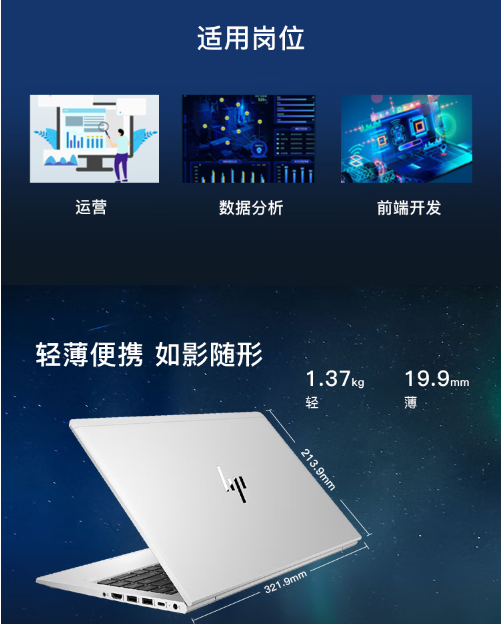 适用岗位
运营
数据分析
前端开发
轻薄便携 如影随形
1.37kg
19.9mm
轻
薄
213.9mm
321.9mm